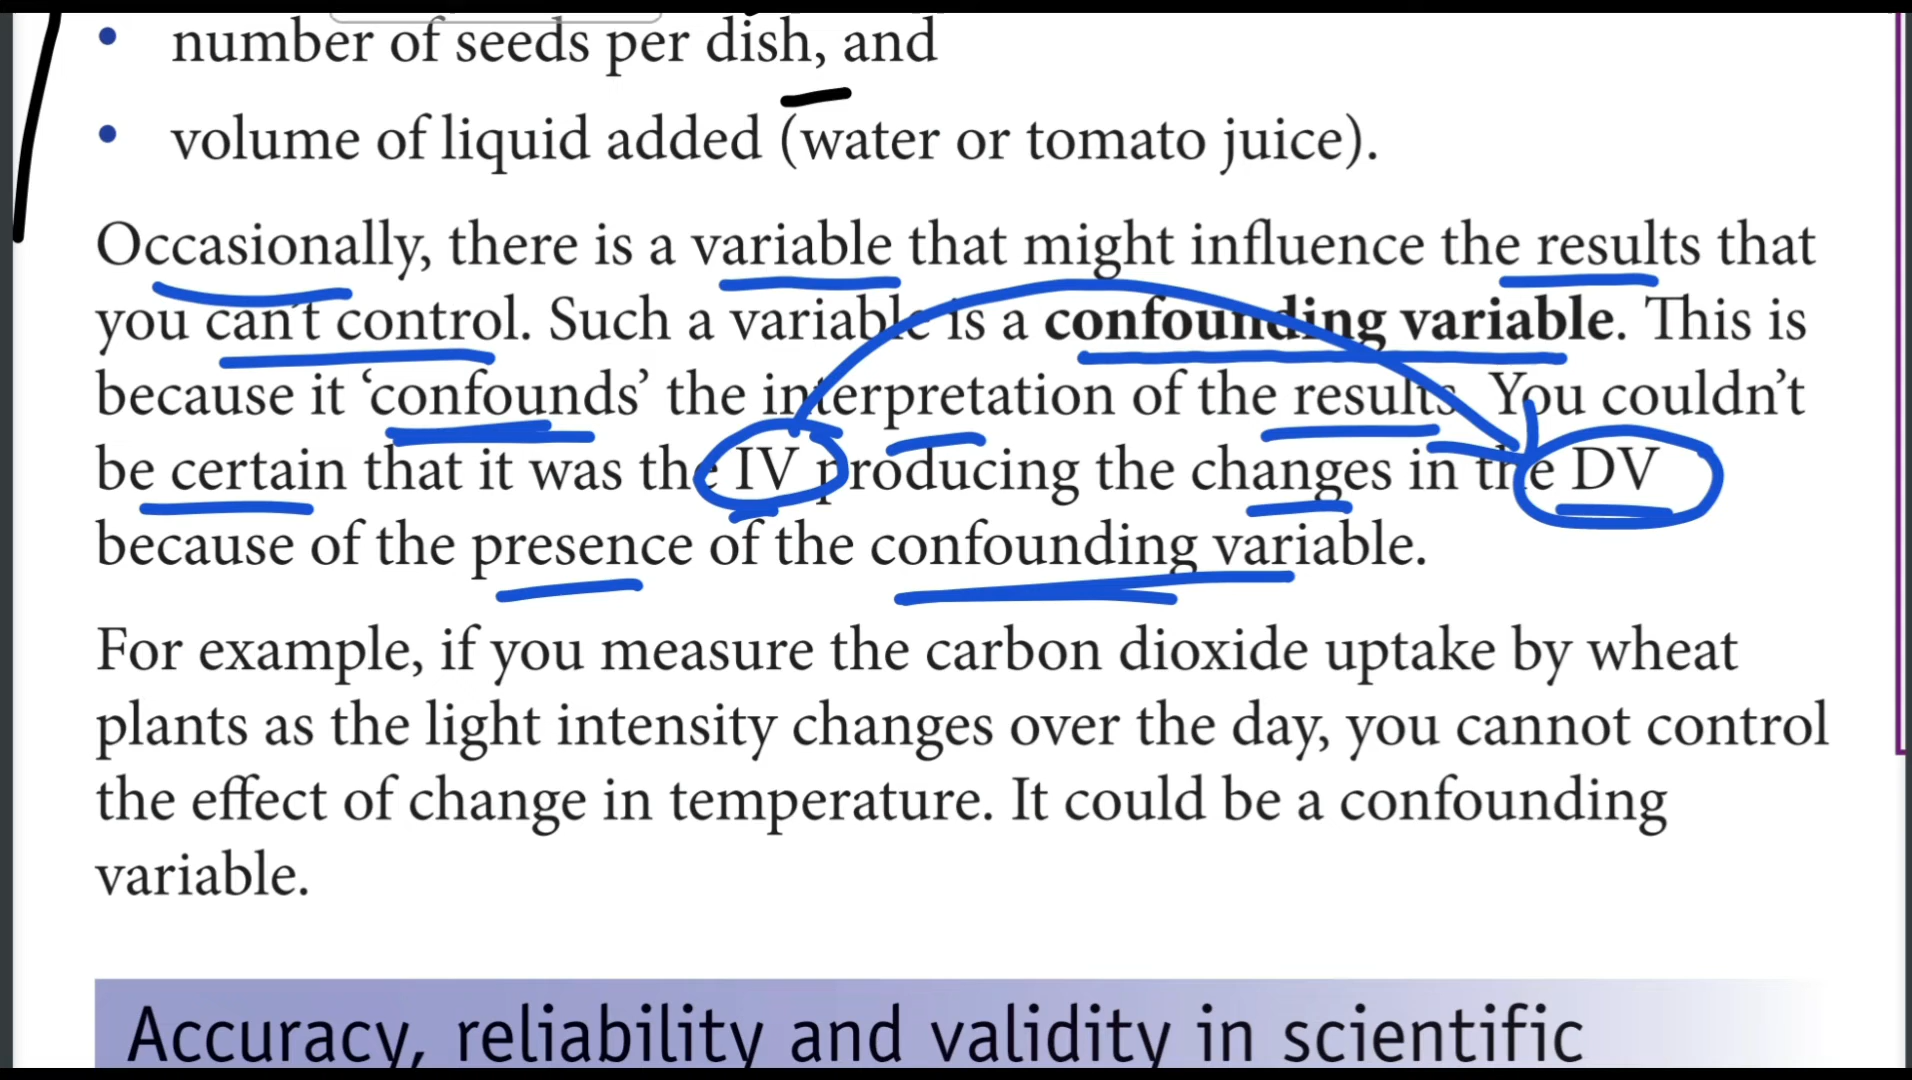 • number of seeds per dish, and
• volume of liquid added (water or tomato juice).
Occasionally, there is a variable that might influence the results that
you can't control. Such a variable is a confounding variable. This is
because it ‘confounds’ the interpretation of the results. You couldn’t
be certain that it was the IV producing the changes in the DV
because of the presence of the confounding variable.
For example, if you measure the carbon dioxide uptake by wheat
plants as the light intensity changes over the day, you cannot control
the effect of change in temperature. It could be a confounding
variable.
Accuracy, reliability and validity in scientific